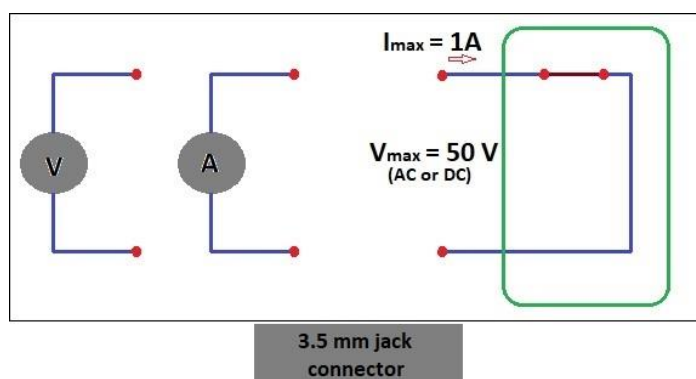 Imax = 1A
V
A
Vmax = 50 V
(AC or DC)
3.5 mm jack
connector